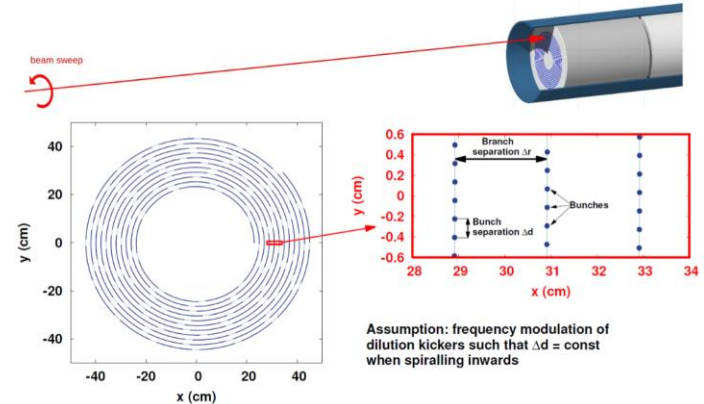 beam sweep
40
20
0
-20
-40
y (cm)
-40
-20
0
20
40
x (cm)
0.6
0.4
0.2
0
-0.2
-0.4
-0.6
y (cm)
Branch
separation Δr
Bunches
Bunch
separation Δd
28
29
30
31
32
33
34
x (cm)
Assumption: frequency modulation of
dilution kickers such that Δd = const
when spiralling inwards